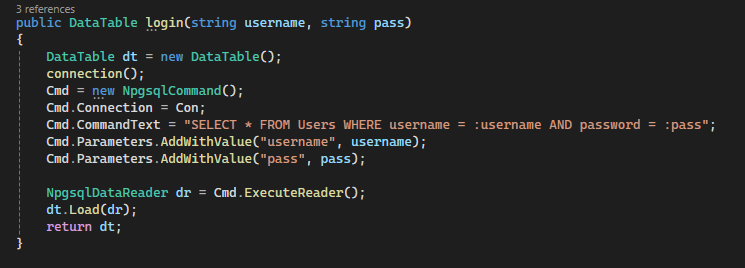 3 references
public DataTable login(string username, string pass)
{
    DataTable dt = new DataTable();
    connection();
    Cmd = new NpgsqlCommand();
    Cmd.Connection = Con;
    Cmd.CommandText = "SELECT * FROM Users WHERE username = :username AND password = :pass";
    Cmd.Parameters.AddWithValue("username", username);
    Cmd.Parameters.AddWithValue("pass", pass);

    NpgsqlDataReader dr = Cmd.ExecuteReader();
    dt.Load(dr);
    return dt;
}